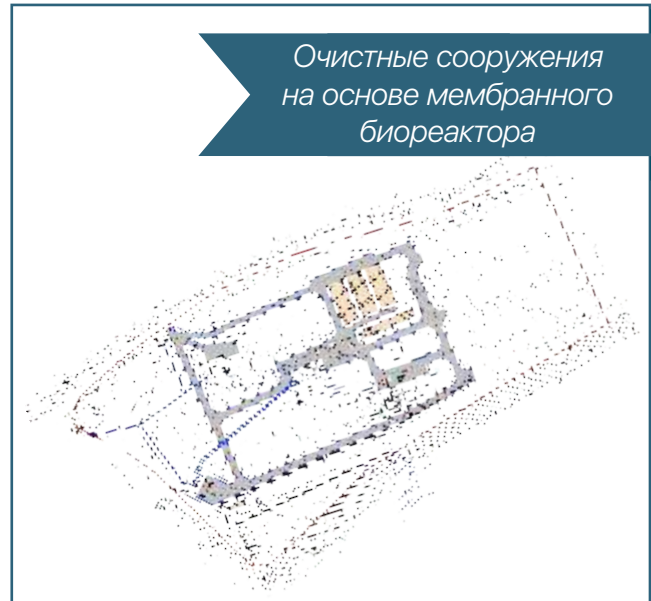 Очистные сооружения
на основе мембранного
биореактора